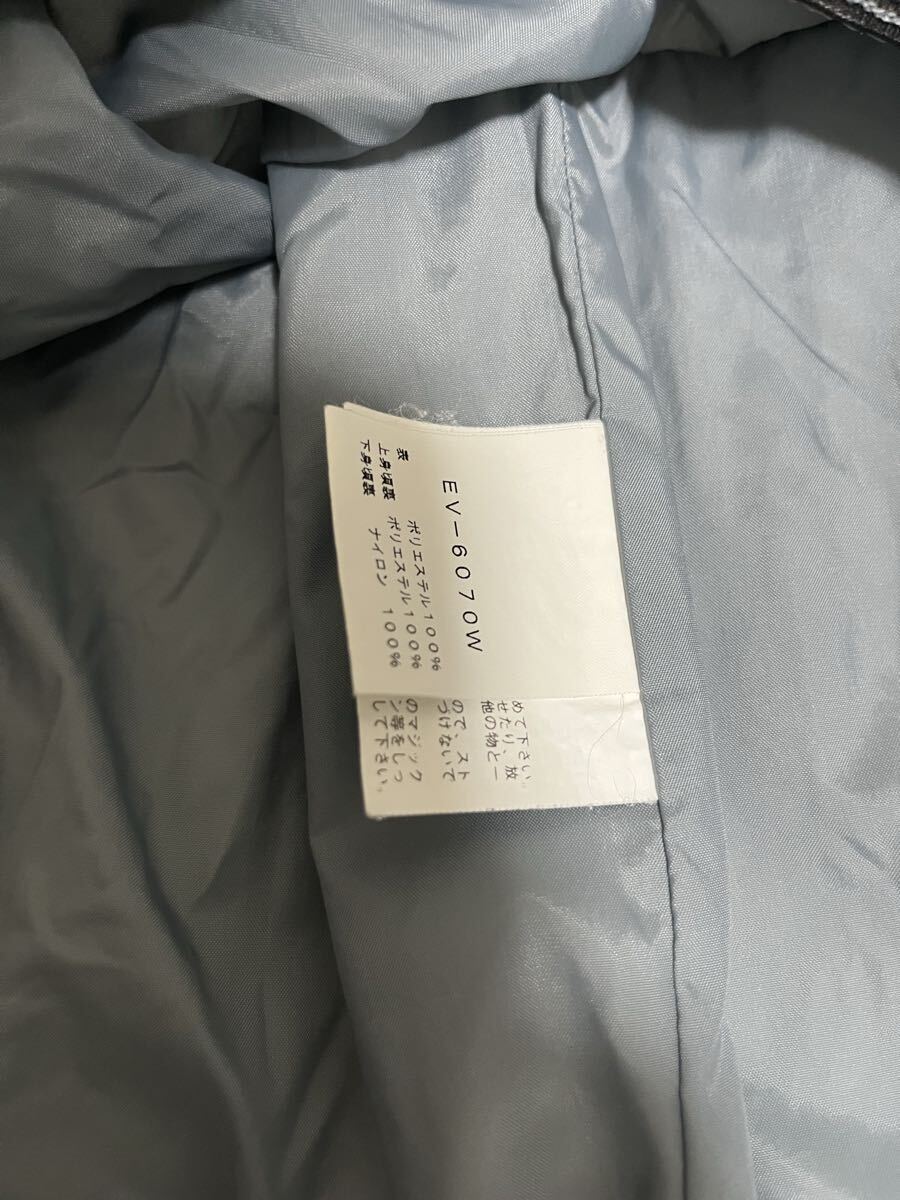 EV-6070W
表 ポリエステル100%
上身頃裏 ポリエステル100%
下身頃裏 ナイロン 100%
めて下さい。
せたり、放
他の物と一
ので、スト
つけないで
のマジック
ン等をしっ
して下さい。